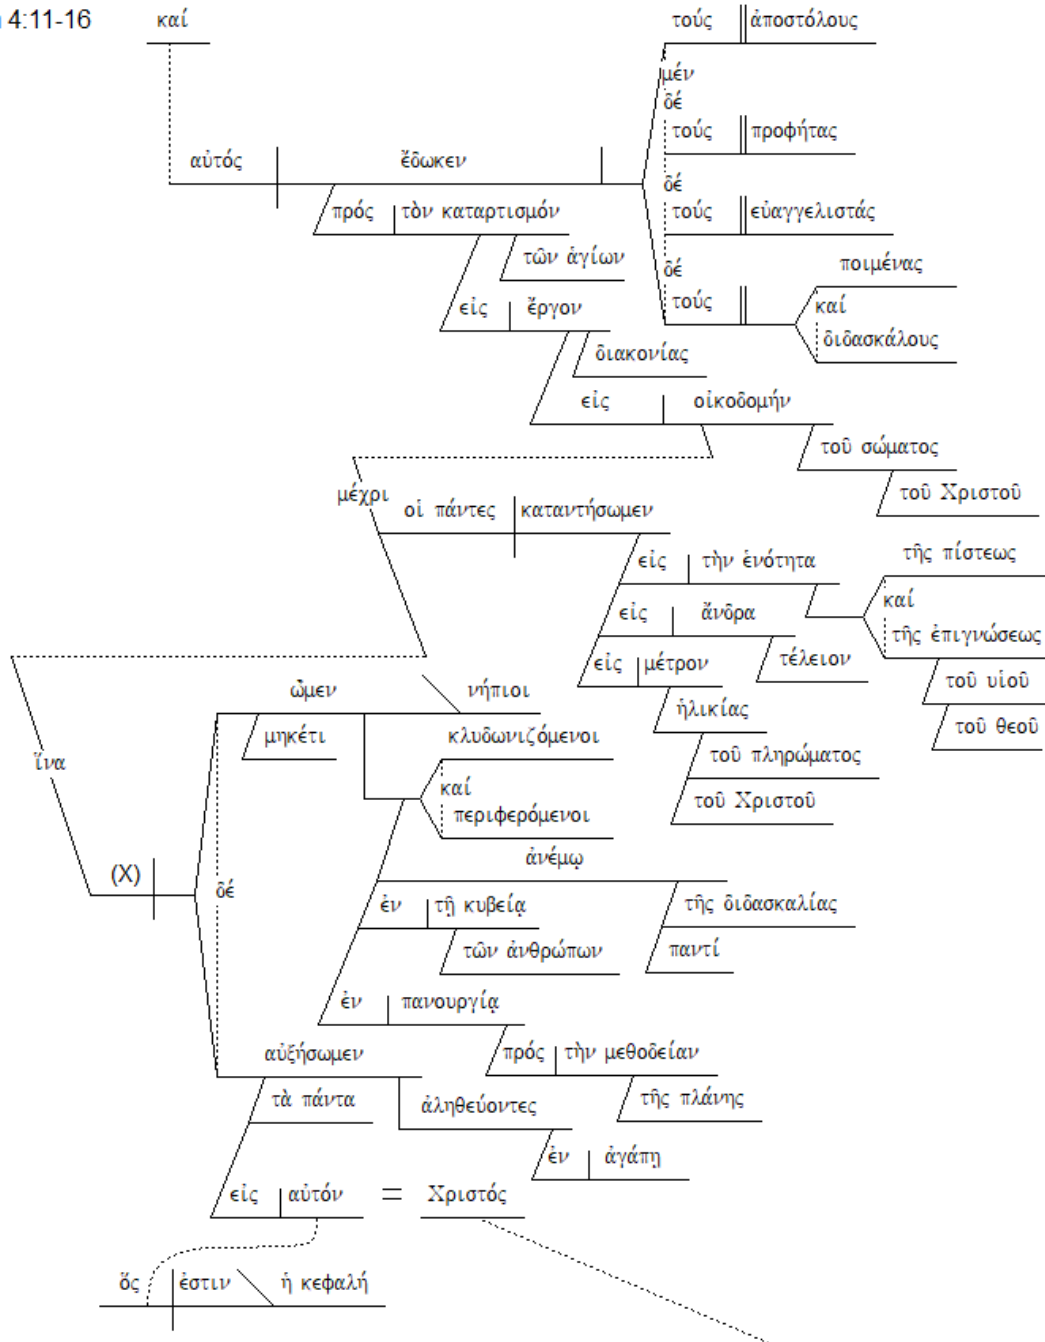 4:11-16
καί
τούς ἀποστόλους
μέν
δέ
τούς προφήτας
αὐτός ἔδωκεν
δέ
πρός τὸν καταρτισμόν
τούς εὐαγγελιστάς
τῶν ἁγίων
δέ
ποιμένας
εἰς ἔργον
τούς
καί
διδασκάλους
διακονίας
εἰς οἰκοδομήν
τοῦ σώματος
τοῦ Χριστοῦ
μέχρι
οἱ πάντες καταντήσωμεν
εἰς τὴν ἑνότητα
τῆς πίστεως
καί
τῆς ἐπιγνώσεως
εἰς ἄνδρα
τέλειον
εἰς μέτρον
τοῦ υἱοῦ
ὦμεν νήπιοι
ἡλικίας
τοῦ θεοῦ
μηκέτι
κλυδωνιζόμενοι
τοῦ πληρώματος
ἵνα
καί
περιφερόμενοι
τοῦ Χριστοῦ
ἀνέμῳ
(X)
δέ
ἐν τῇ κυβείᾳ
τῆς διδασκαλίας
τῶν ἀνθρώπων
παντί
ἐν πανουργίᾳ
αὐξήσωμεν
πρός τὴν μεθοδείαν
τὰ πάντα
ἀληθεύοντες
τῆς πλάνης
ἐν ἀγάπῃ
εἰς αὐτόν = Χριστός
ὅς ἐστιν ἡ κεφαλή